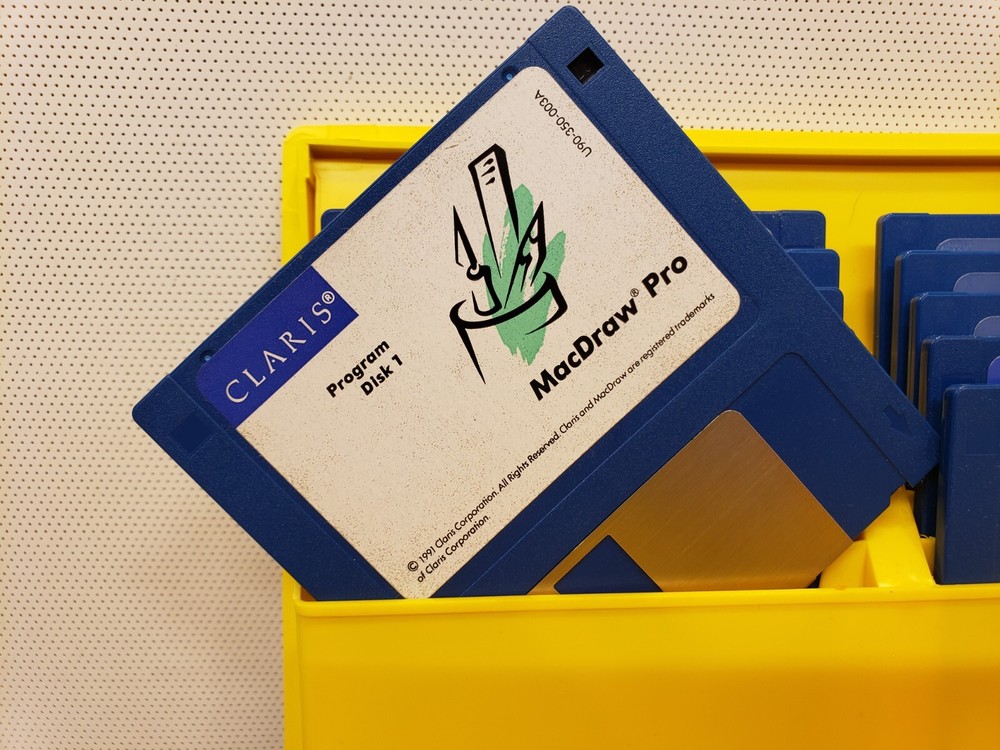 U90-350-003A
CLARIS®
Program
Disk 1
MacDraw® Pro
© 1991 Claris Corporation. All Rights Reserved. Claris and MacDraw are registered trademarks
of Claris Corporation.